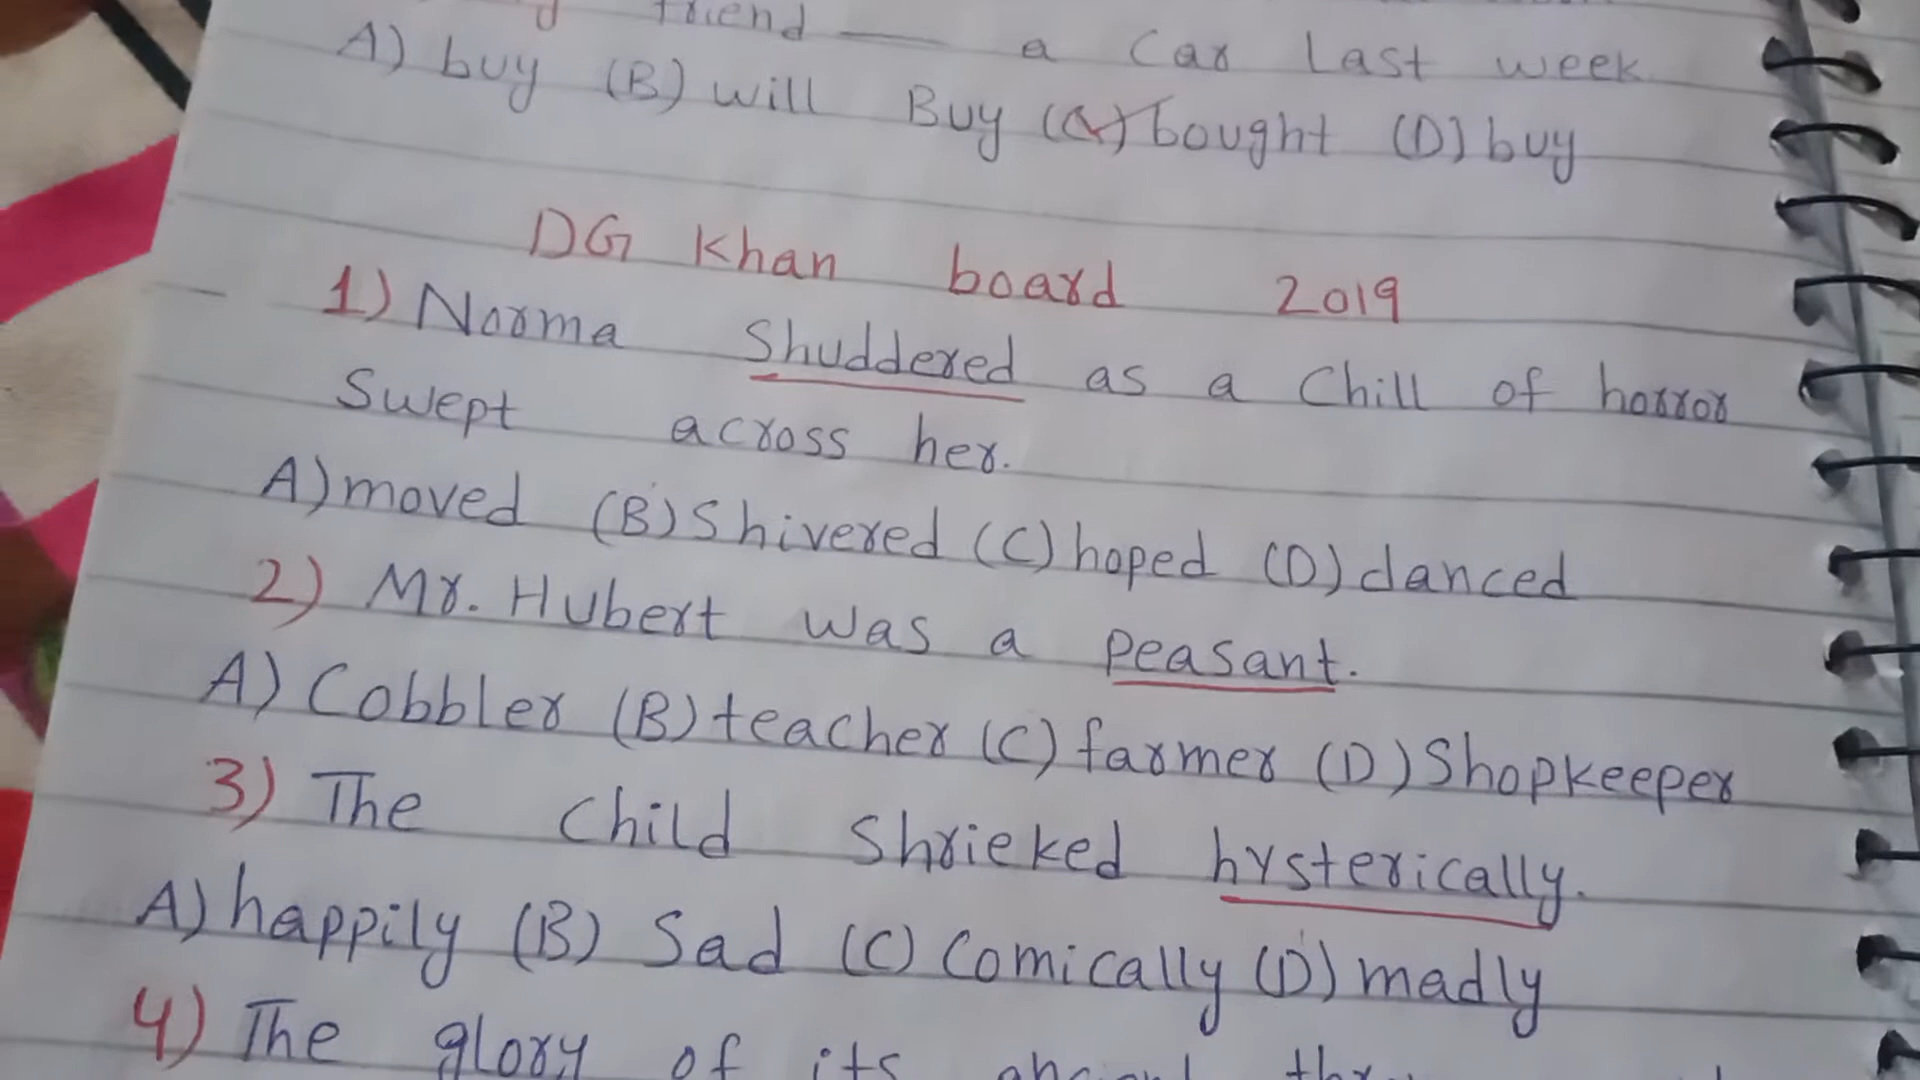 friend ___ a Car Last week
A) buy (B) will Buy (C) bought (D) buy
DG Khan board 2019
1) Norma Shuddered as a Chill of horror
Swept across her.
A) moved (B) Shivered (C) hoped (D) danced
2) Mr. Hubert was a peasant.
A) Cobbler (B) teacher (C) farmer (D) Shopkeeper
3) The Child Shrieked hysterically.
A) happily (B) Sad (C) Comically (D) madly
4) The glory of its